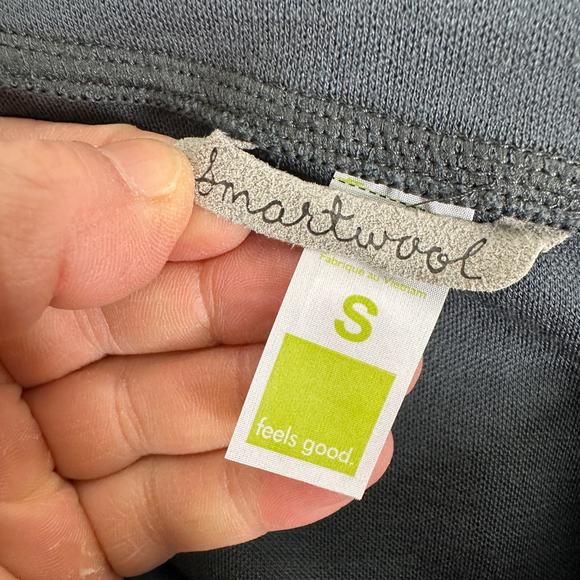 Smartwool
Fabriqué au Vietnam
S
feels good.